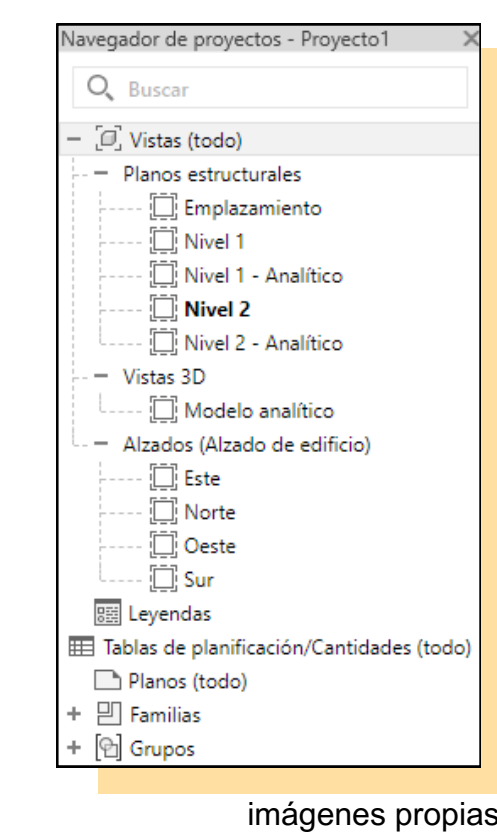 Navegador de proyectos - Proyecto1
Buscar
Vistas (todo)
Planos estructurales
Emplazamiento
Nivel 1
Nivel 1 - Analítico
Nivel 2
Nivel 2 - Analítico
Vistas 3D
Modelo analítico
Alzados (Alzado de edificio)
Este
Norte
Oeste
Sur
Leyendas
Tablas de planificación/Cantidades (todo)
Planos (todo)
Familias
Grupos
imágenes propias